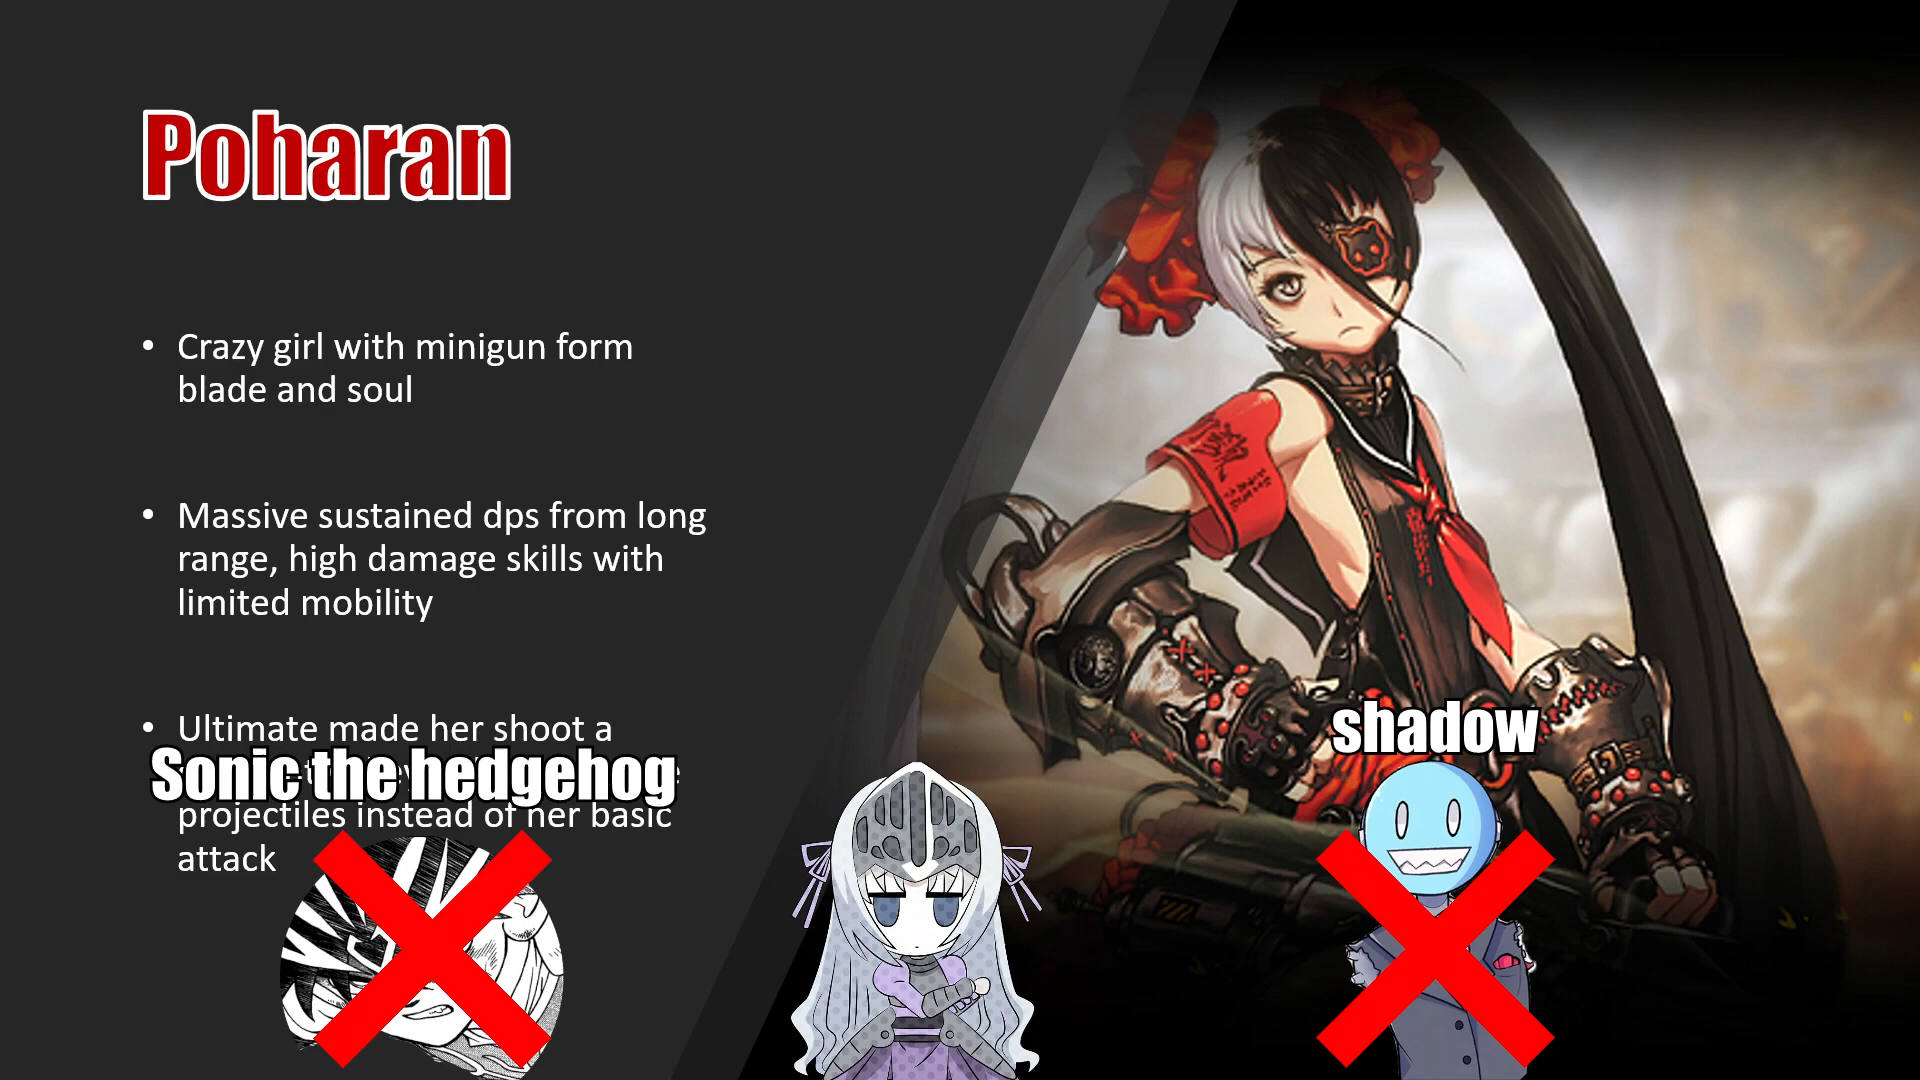 Poharan
• Crazy girl with minigun form
blade and soul
• Massive sustained dps from long
range, high damage skills with
limited mobility
• Ultimate made her shoot a
Sonic the hedgehog
projectiles instead of her basic
attack
shadow